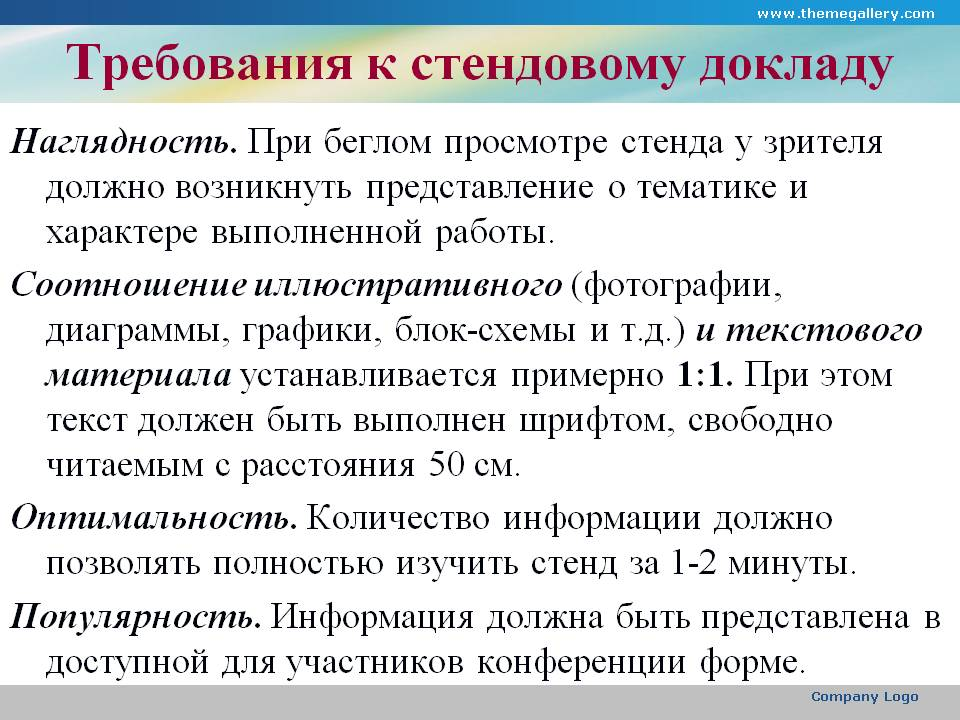 www.themegallery.com
Требования к стендовому докладу
Наглядность. При беглом просмотре стенда у зрителя
должно возникнуть представление о тематике и
характере выполненной работы.
Соотношение иллюстративного (фотографии,
диаграммы, графики, блок-схемы и т.д.) и текстового
материала устанавливается примерно 1:1. При этом
текст должен быть выполнен шрифтом, свободно
читаемым с расстояния 50 см.
Оптимальность. Количество информации должно
позволять полностью изучить стенд за 1-2 минуты.
Популярность. Информация должна быть представлена в
доступной для участников конференции форме.
Company Logo